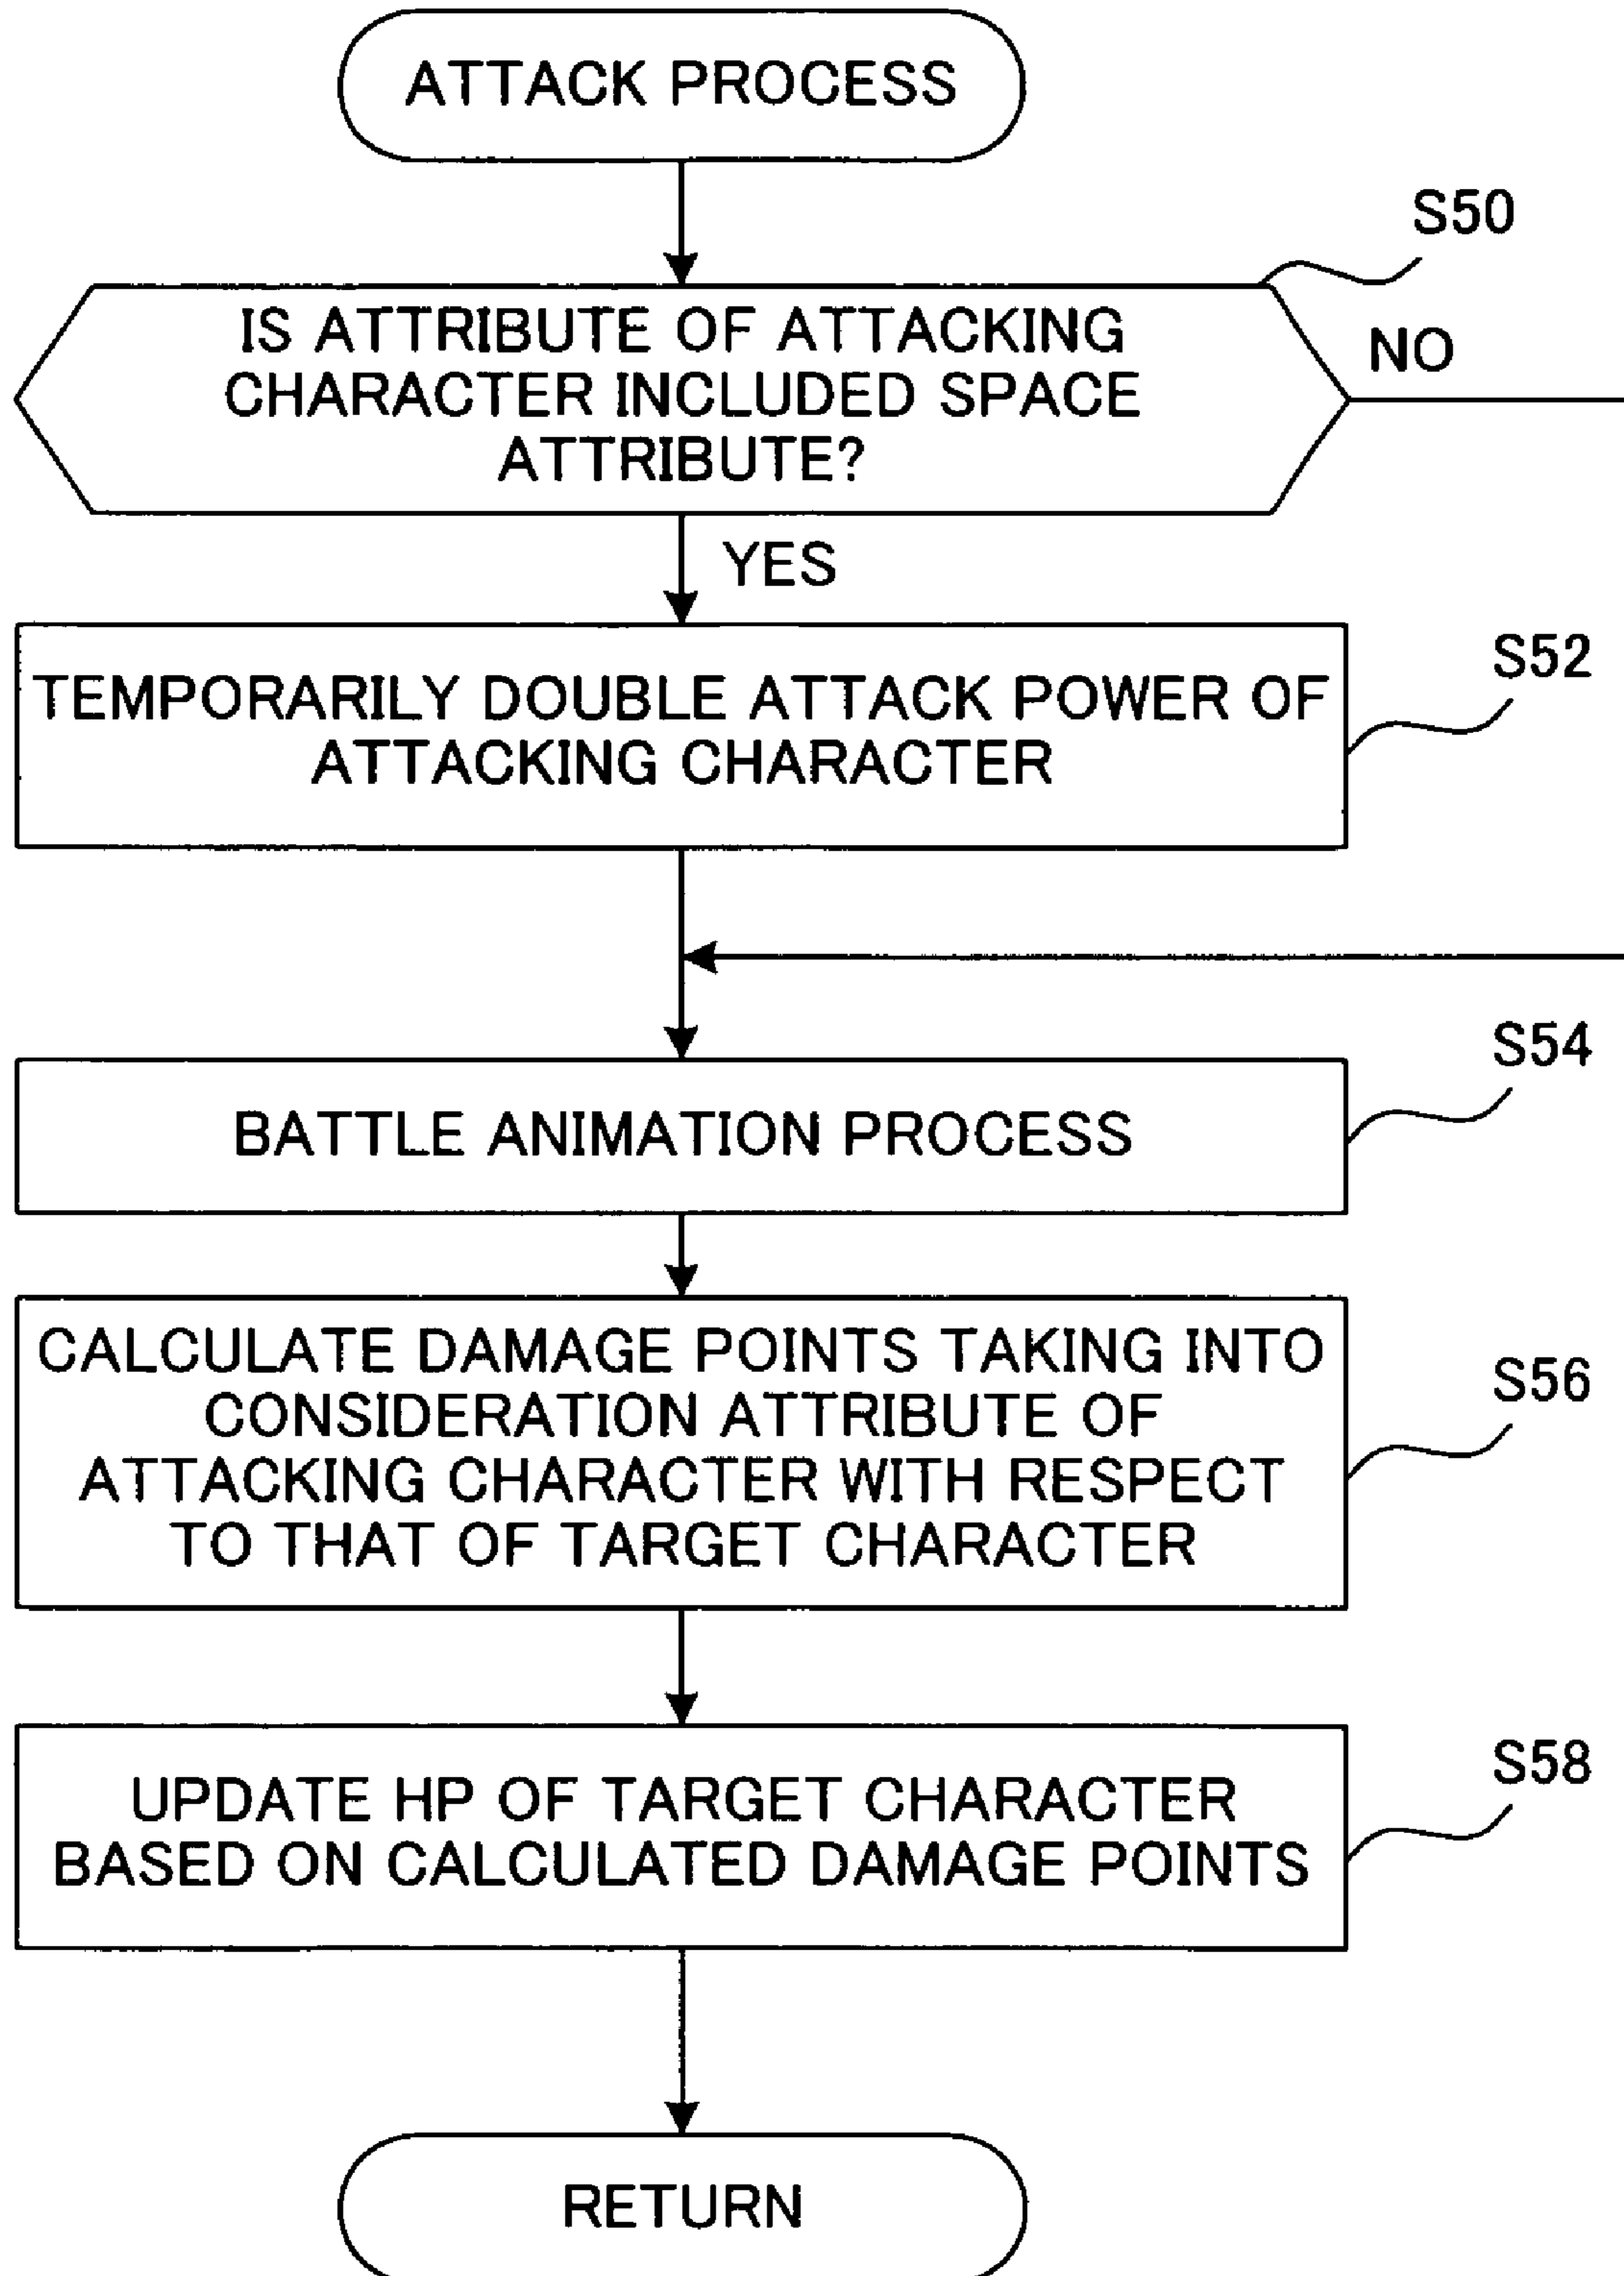 ATTACK PROCESS
S50
IS ATTRIBUTE OF ATTACKING
CHARACTER INCLUDED SPACE
ATTRIBUTE?
NO
YES
S52
TEMPORARILY DOUBLE ATTACK POWER OF
ATTACKING CHARACTER
S54
BATTLE ANIMATION PROCESS
S56
CALCULATE DAMAGE POINTS TAKING INTO
CONSIDERATION ATTRIBUTE OF
ATTACKING CHARACTER WITH RESPECT
TO THAT OF TARGET CHARACTER
S58
UPDATE HP OF TARGET CHARACTER
BASED ON CALCULATED DAMAGE POINTS
RETURN